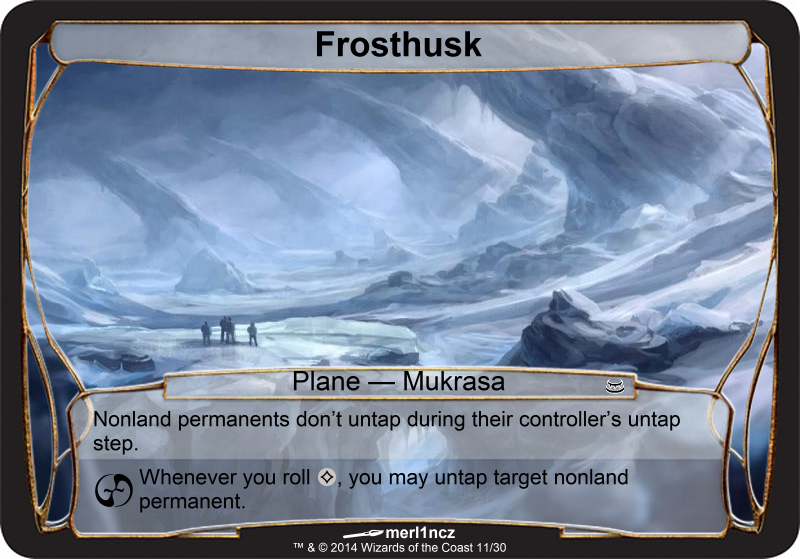 Frosthusk
Plane — Mukrasa
Nonland permanents don’t untap during their controller’s untap
step.
Whenever you roll , you may untap target nonland
permanent.
merl1ncz
™ & © 2014 Wizards of the Coast 11/30